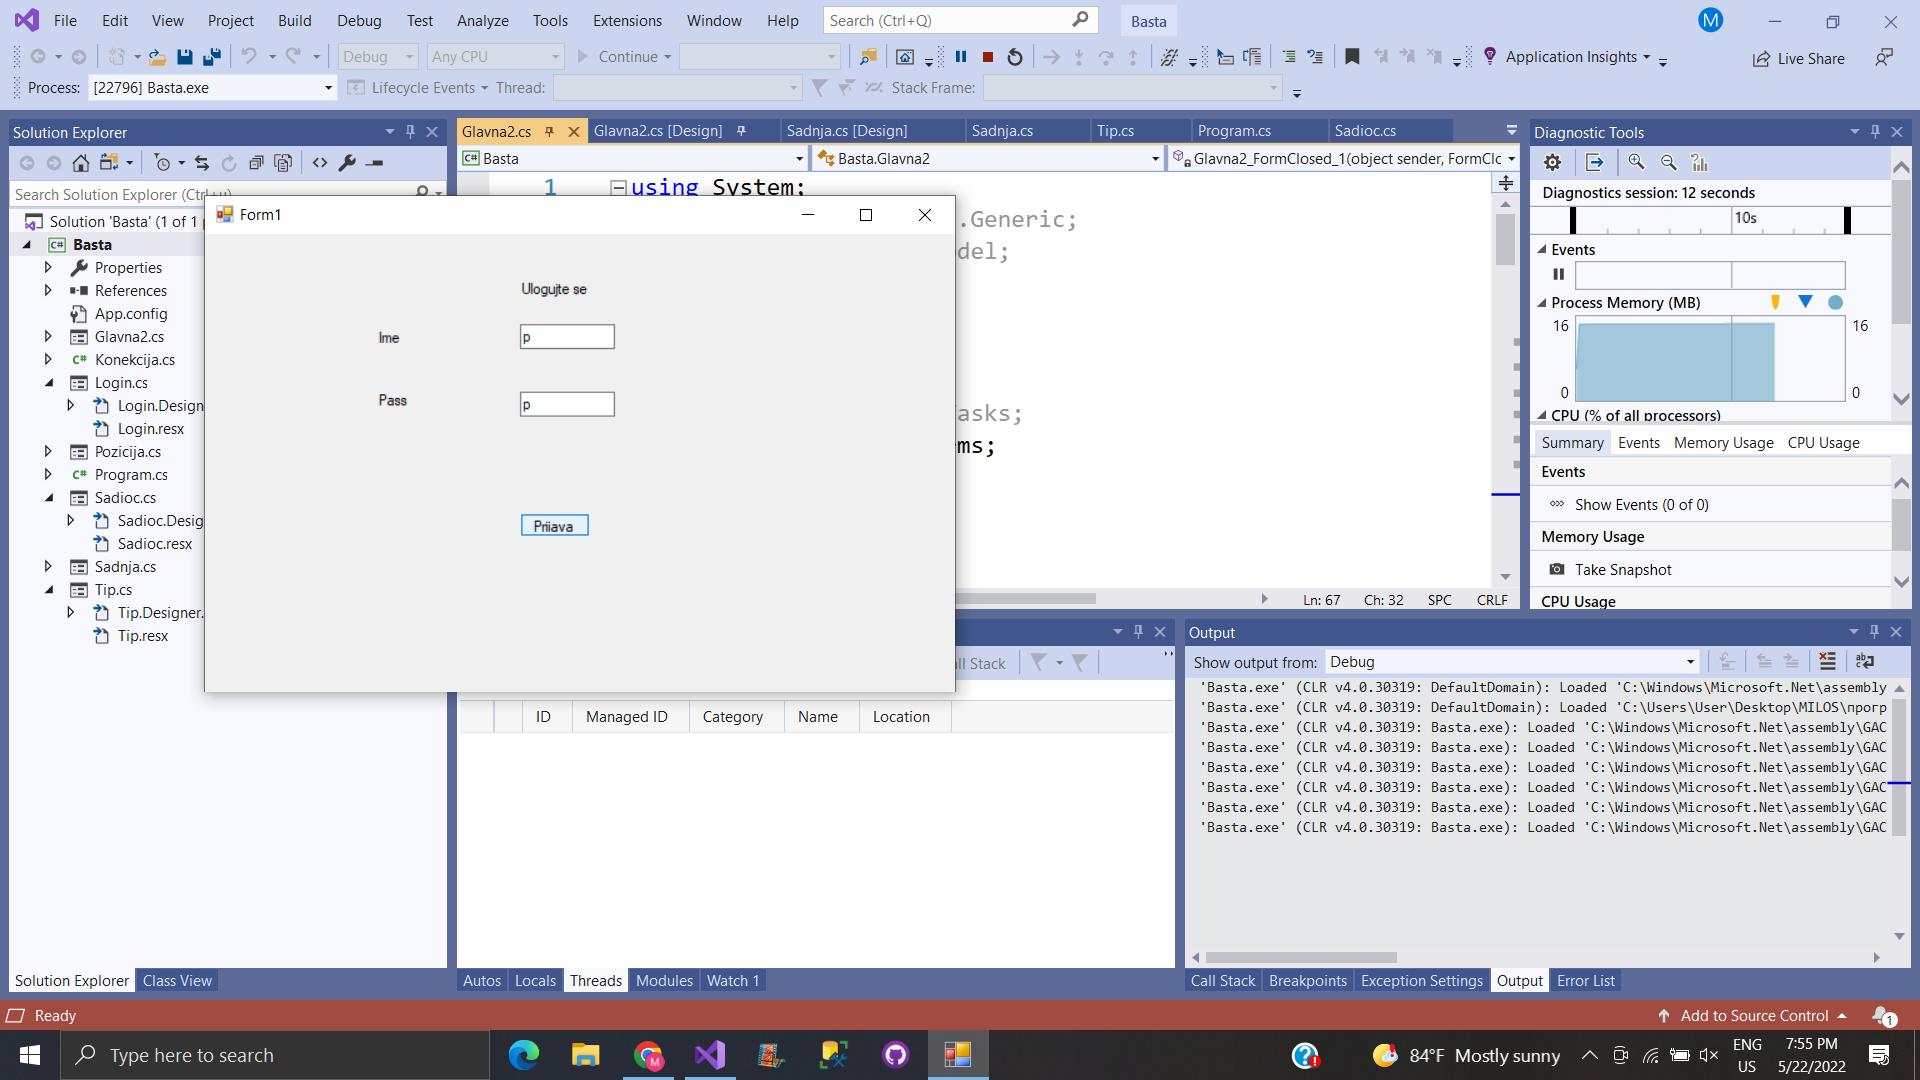 File Edit View Project Build Debug Test Analyze Tools Extensions Window Help Search (Ctrl+Q) Basta M
Debug Any CPU Continue Application Insights Live Share
Process: [22796] Basta.exe Lifecycle Events Thread: Stack Frame:
Solution Explorer
Search Solution Explorer (Ctrl+ü)
Solution 'Basta' (1 of 1
Basta
Properties
References
App.config
Glavna2.cs
Konekcija.cs
Login.cs
Login.Design
Login.resx
Pozicija.cs
Program.cs
Sadioc.cs
Sadioc.Desig
Sadioc.resx
Sadnja.cs
Tip.cs
Tip.Designer.
Tip.resx
Solution Explorer Class View
Glavna2.cs Glavna2.cs [Design] Sadnja.cs [Design] Sadnja.cs Tip.cs Program.cs Sadioc.cs
Basta Basta.Glavna2 Glavna2_FormClosed_1(object sender, FormClc
1 using System;
.Generic;
del;
asks;
ms;
Ln: 67 Ch: 32 SPC CRLF
Form1
Ulogujte se
Ime p
Pass p
Prijava
all Stack
ID Managed ID Category Name Location
Autos Locals Threads Modules Watch 1
Diagnostic Tools
Diagnostics session: 12 seconds
10s
Events
Process Memory (MB)
16 16
0 0
CPU (% of all processors)
Summary Events Memory Usage CPU Usage
Events
Show Events (0 of 0)
Memory Usage
Take Snapshot
CPU Usage
Output
Show output from: Debug
'Basta.exe' (CLR v4.0.30319: DefaultDomain): Loaded 'C:\Windows\Microsoft.Net\assembly
'Basta.exe' (CLR v4.0.30319: DefaultDomain): Loaded 'C:\Users\User\Desktop\MILOS\прогр
'Basta.exe' (CLR v4.0.30319: Basta.exe): Loaded 'C:\Windows\Microsoft.Net\assembly\GAC
'Basta.exe' (CLR v4.0.30319: Basta.exe): Loaded 'C:\Windows\Microsoft.Net\assembly\GAC
'Basta.exe' (CLR v4.0.30319: Basta.exe): Loaded 'C:\Windows\Microsoft.Net\assembly\GAC
'Basta.exe' (CLR v4.0.30319: Basta.exe): Loaded 'C:\Windows\Microsoft.Net\assembly\GAC
'Basta.exe' (CLR v4.0.30319: Basta.exe): Loaded 'C:\Windows\Microsoft.Net\assembly\GAC
'Basta.exe' (CLR v4.0.30319: Basta.exe): Loaded 'C:\Windows\Microsoft.Net\assembly\GAC
Call Stack Breakpoints Exception Settings Output Error List
Ready Add to Source Control 1
Type here to search 84°F Mostly sunny ENG US 7:55 PM 5/22/2022